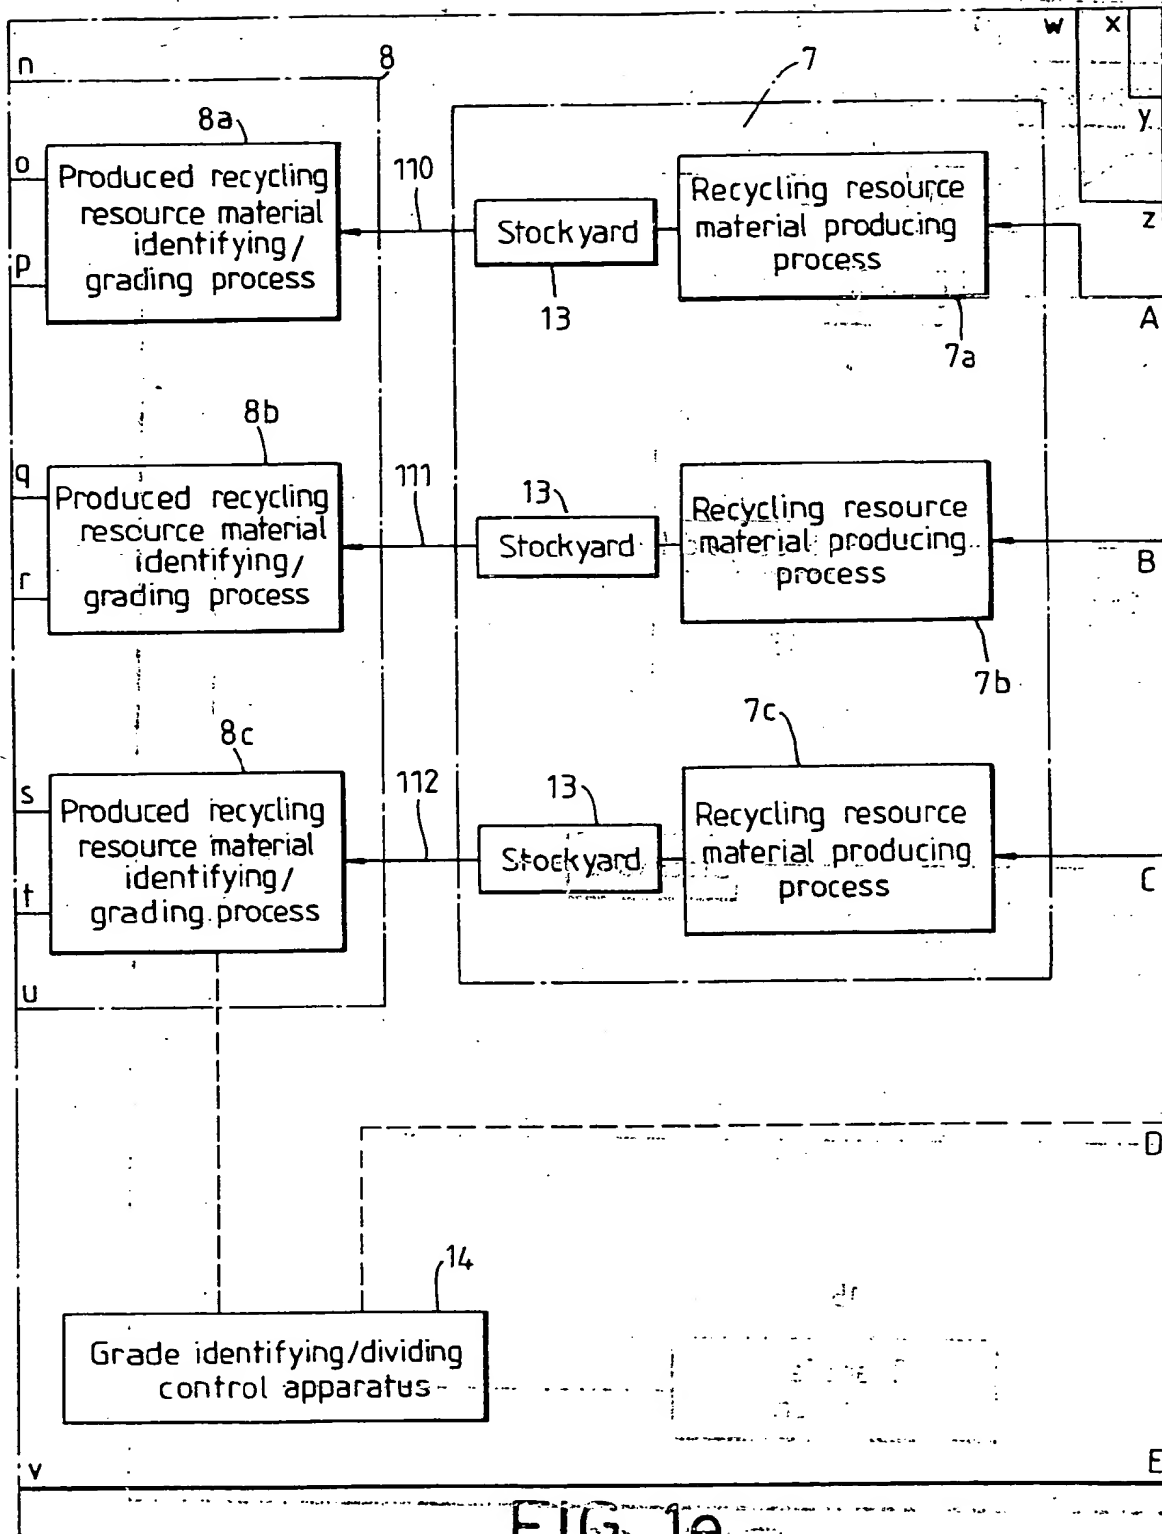 w x
n
8
7
y
8a
o
Produced recycling
resource material
identifying/
grading process
p
110
Stockyard
13
Recycling resource
material producing
process
7a
z
A
8b
q
Produced recycling
resource material
identifying/
grading process
r
111
13
Stockyard
Recycling resource
material producing
process
7b
B
8c
s
Produced recycling
resource material
identifying/
grading process
t
u
112
13
Stockyard
7c
Recycling resource
material producing
process
C
D
14
Grade identifying/dividing
control apparatus
v
E
FIG. 1e